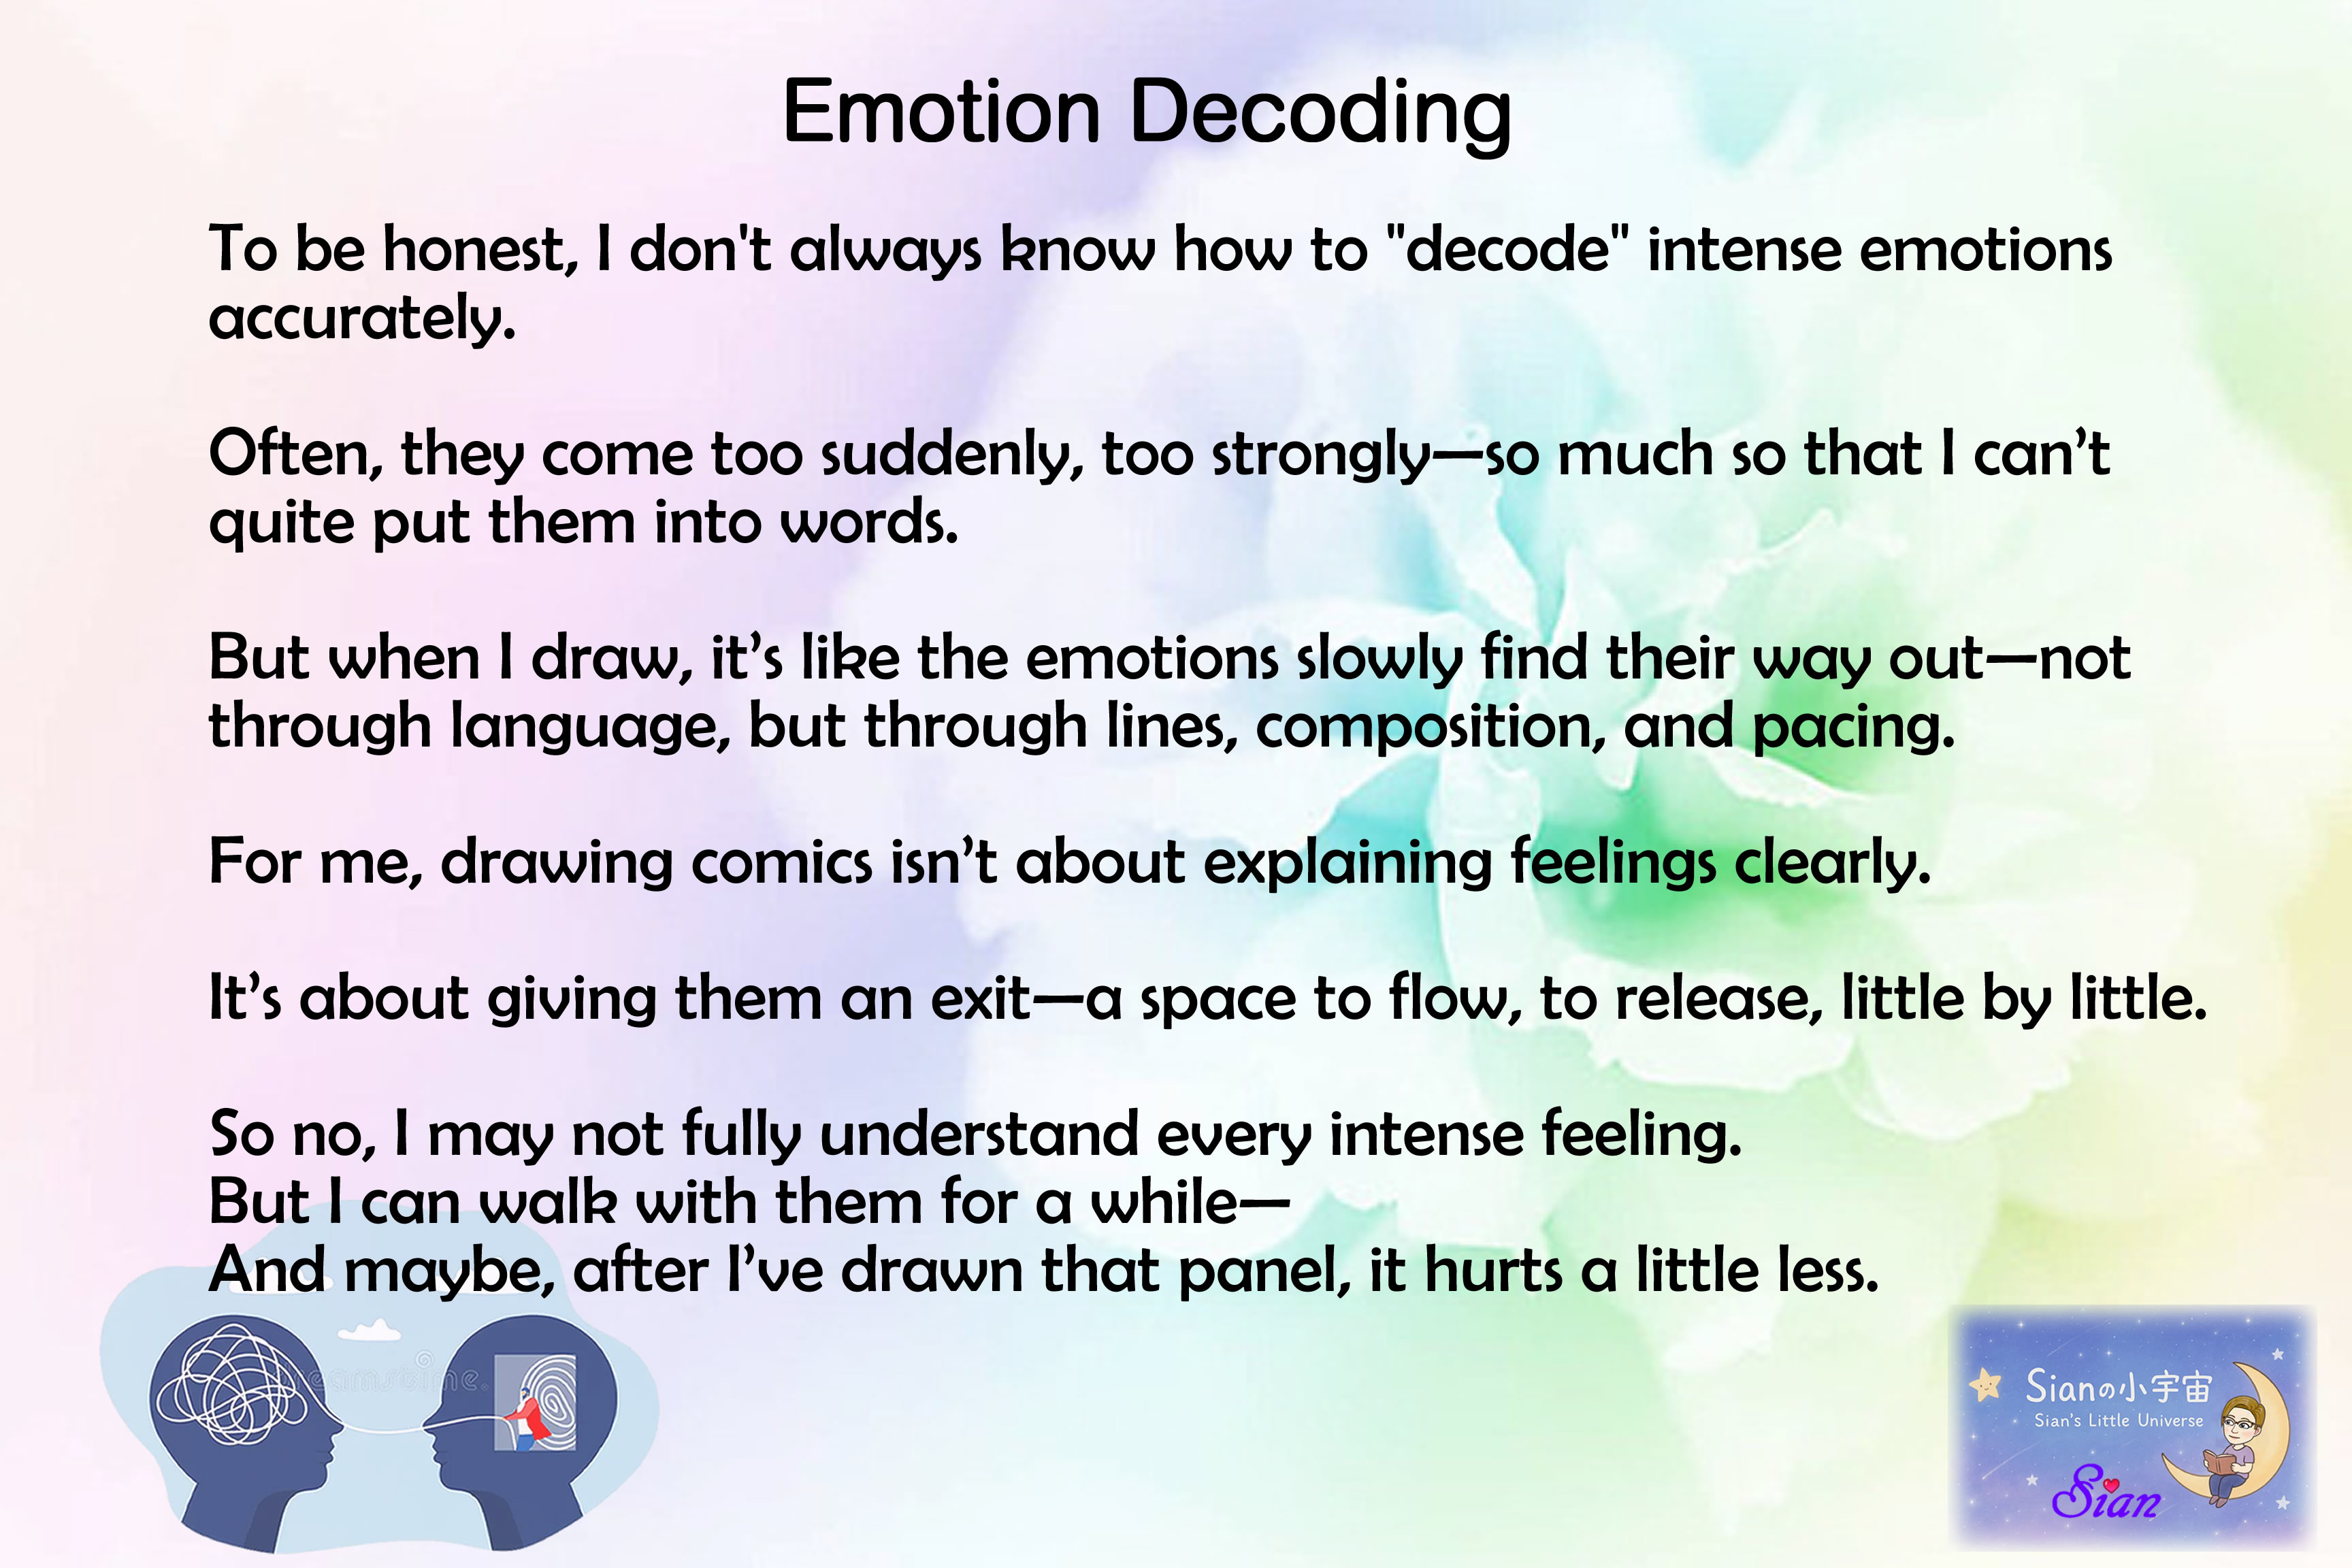 Emotion Decoding
To be honest, I don't always know how to "decode" intense emotions
accurately.
Often, they come too suddenly, too strongly—so much so that I can’t
quite put them into words.
But when I draw, it’s like the emotions slowly find their way out—not
through language, but through lines, composition, and pacing.
For me, drawing comics isn’t about explaining feelings clearly.
It’s about giving them an exit—a space to flow, to release, little by little.
So no, I may not fully understand every intense feeling.
But I can walk with them for a while—
And maybe, after I’ve drawn that panel, it hurts a little less.
dreamstime.
Sianの小宇宙
Sian's Little Universe
Sian